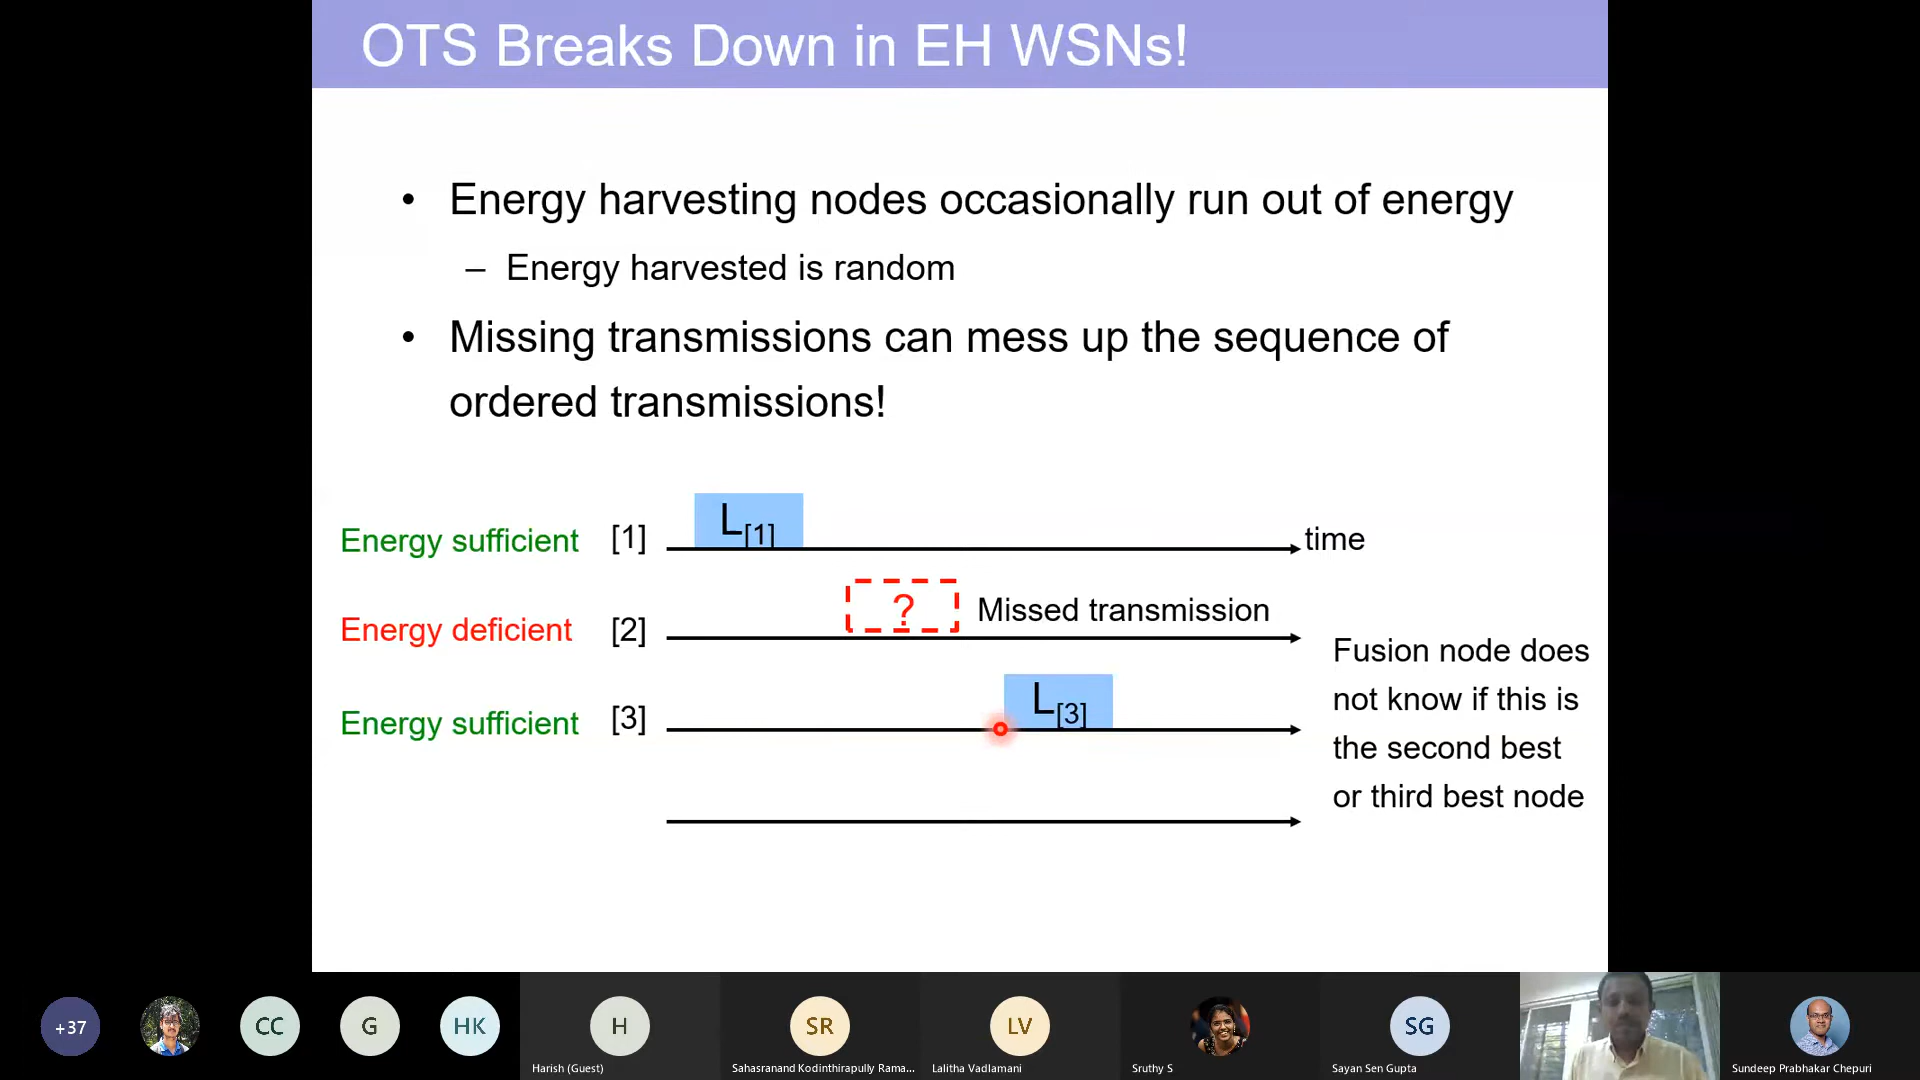 OTS Breaks Down in EH WSNs!
• Energy harvesting nodes occasionally run out of energy
– Energy harvested is random
• Missing transmissions can mess up the sequence of
ordered transmissions!
Energy sufficient [1] L[1] time
Energy deficient [2] ? Missed transmission
Energy sufficient [3] L[3]
Fusion node does
not know if this is
the second best
or third best node
+37 CC G HK H SR LV SG
Harish (Guest) Sahasranand Kodinthirapully Rama... Lalitha Vadlamani Sruthy S Sayan Sen Gupta Sundeep Prabhakar Chepuri